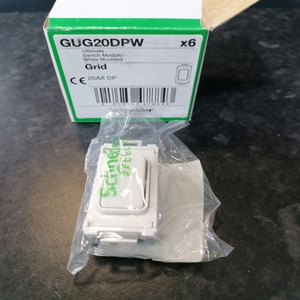 GUG20DPW x6
Ultimate
Switch Module
White Moulded
Grid
CE 20AX DP
Schneider